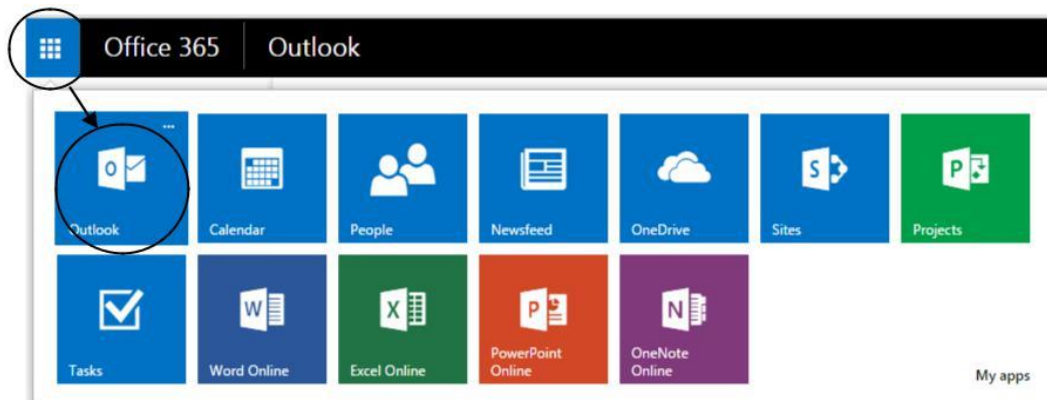 Office 365 Outlook
Outlook
Calendar
People
Newsfeed
OneDrive
Sites
Projects
Tasks
Word Online
Excel Online
PowerPoint
Online
OneNote
Online
My apps